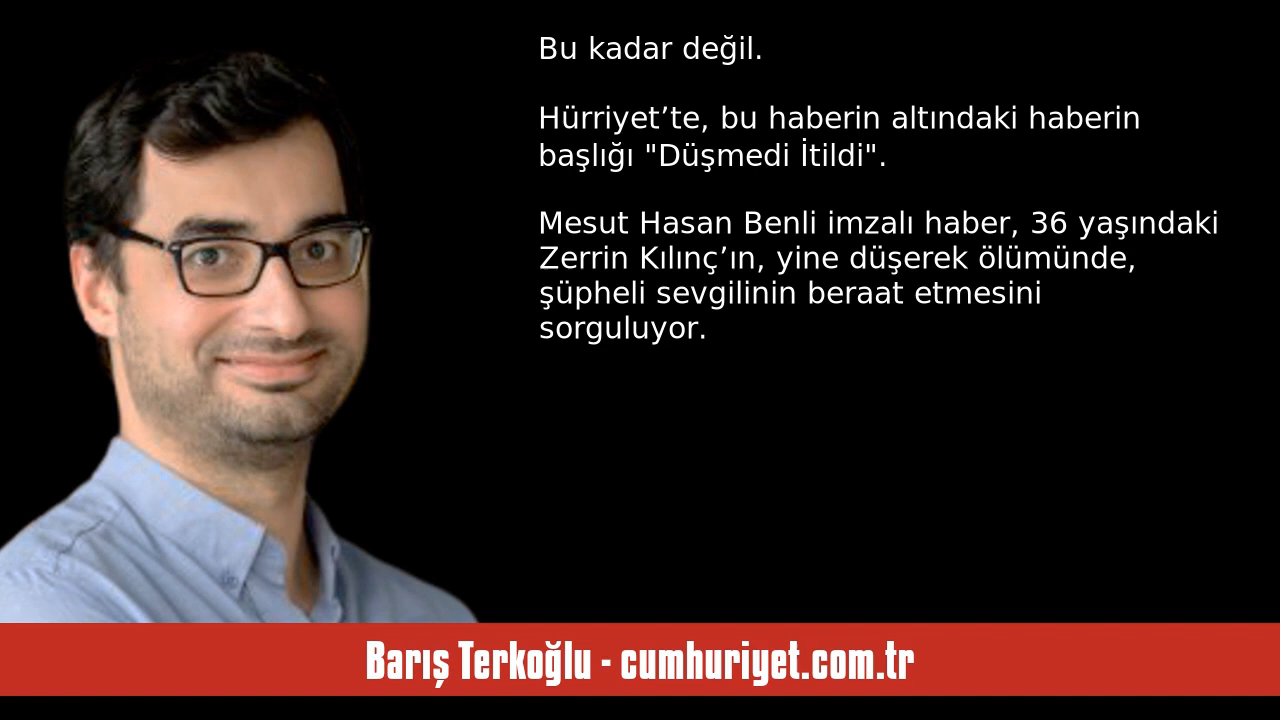 Bu kadar değil.
Hürriyet’te, bu haberin altındaki haberin
başlığı "Düşmedi İtildi".
Mesut Hasan Benli imzalı haber, 36 yaşındaki
Zerrin Kılınç’ın, yine düşerek ölümünde,
şüpheli sevgilinin beraat etmesini
sorguluyor.
Barış Terkoğlu - cumhuriyet.com.tr